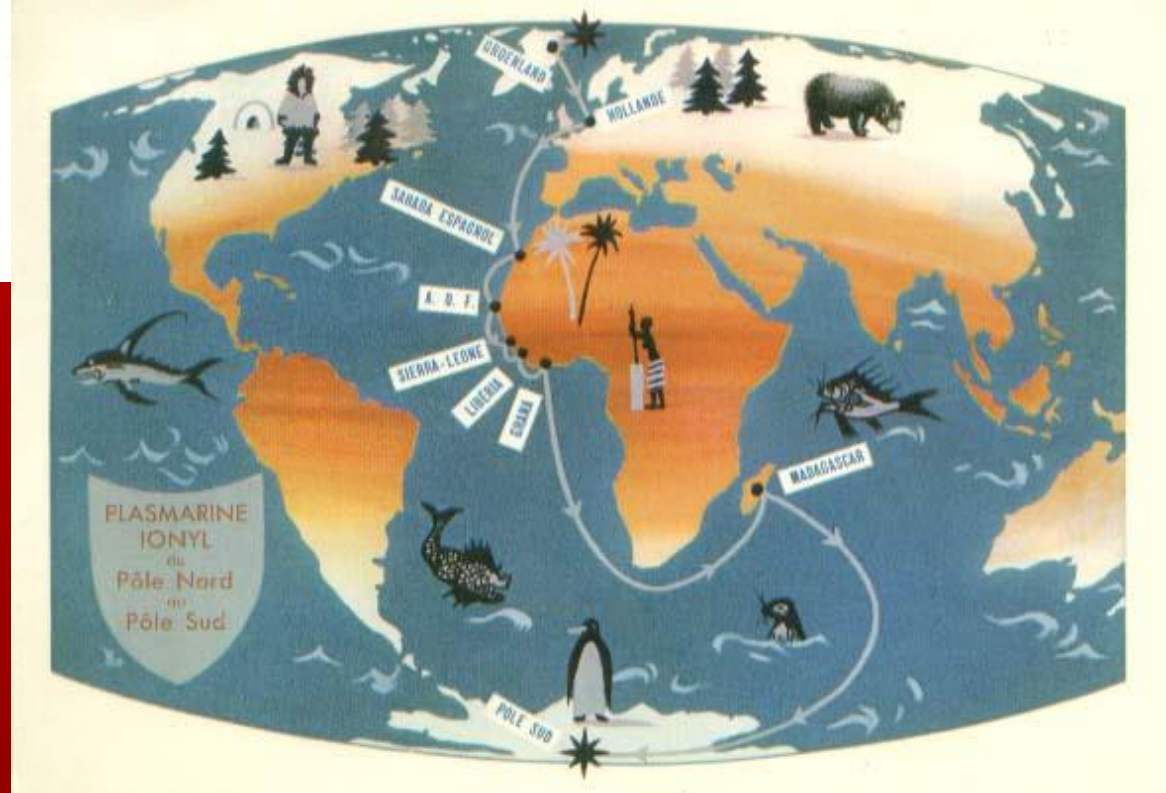 GROENLAND
HOLLANDE
SAHARA ESPAGNOL
A. O. F.
SIERRA-LEONE
LIBERIA
GHANA
MADAGASCAR
PLASMARINE
IONYL
du
Pôle Nord
au
Pôle Sud
POLE SUD